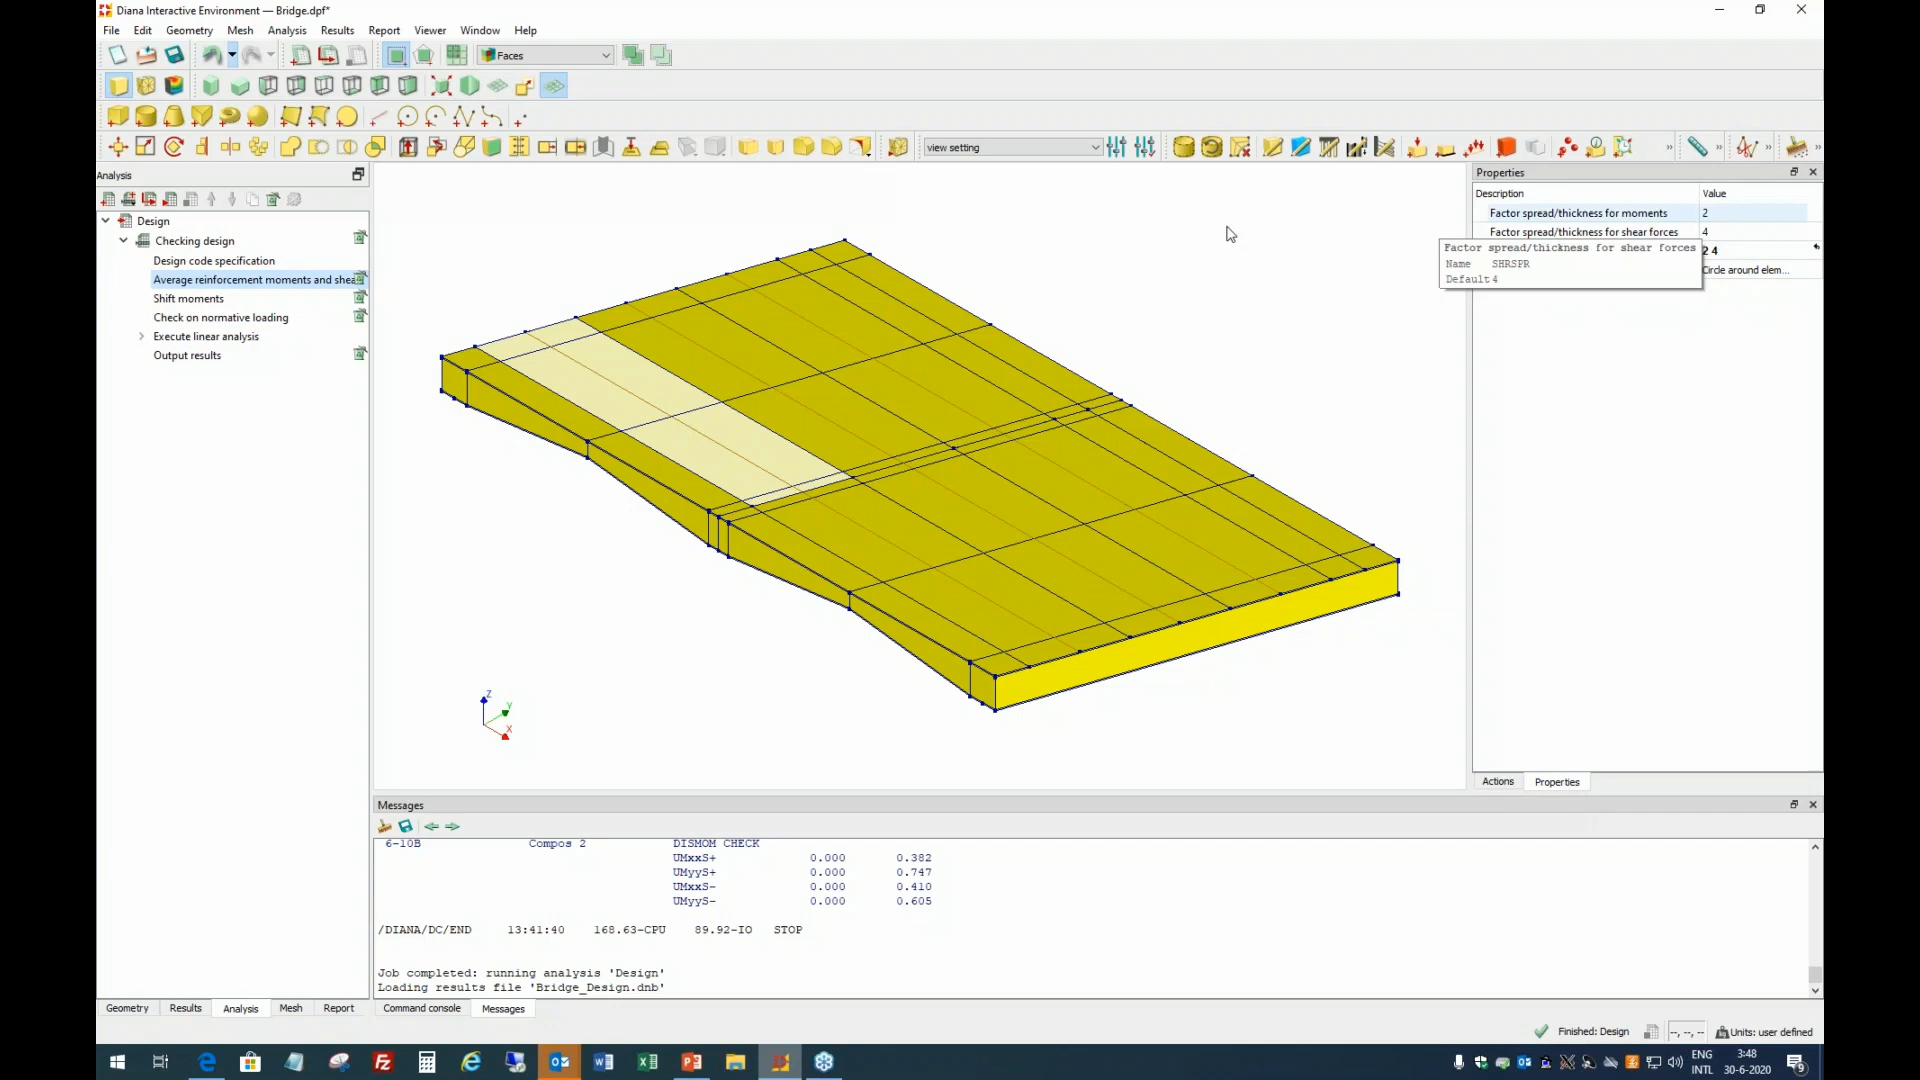 Diana Interactive Environment — Bridge.dpf*
File Edit Geometry Mesh Analysis Results Report Viewer Window Help
Faces
view setting
Analysis
Design
Checking design
Design code specification
Average reinforcement moments and shea
Shift moments
Check on normative loading
Execute linear analysis
Output results
Z
Y
X
Properties
Description Value
Factor spread/thickness for moments 2
Factor spread/thickness for shear forces 4
Factor spread/thickness for shear forces
Name SHRSPR
Default 4
2 4
Circle around elem...
Actions Properties
Messages
6-10B Compos 2 DISMOM CHECK
UMxxS+ 0.000 0.382
UMyyS+ 0.000 0.747
UMxxS- 0.000 0.410
UMyyS- 0.000 0.605
/DIANA/DC/END 13:41:40 168.63-CPU 89.92-IO STOP
Job completed: running analysis 'Design'
Loading results file 'Bridge_Design.dnb'
Geometry Results Analysis Mesh Report
Command console Messages
Finished: Design
--, --, --
Units: user defined
ENG
INTL
3:48
30-6-2020